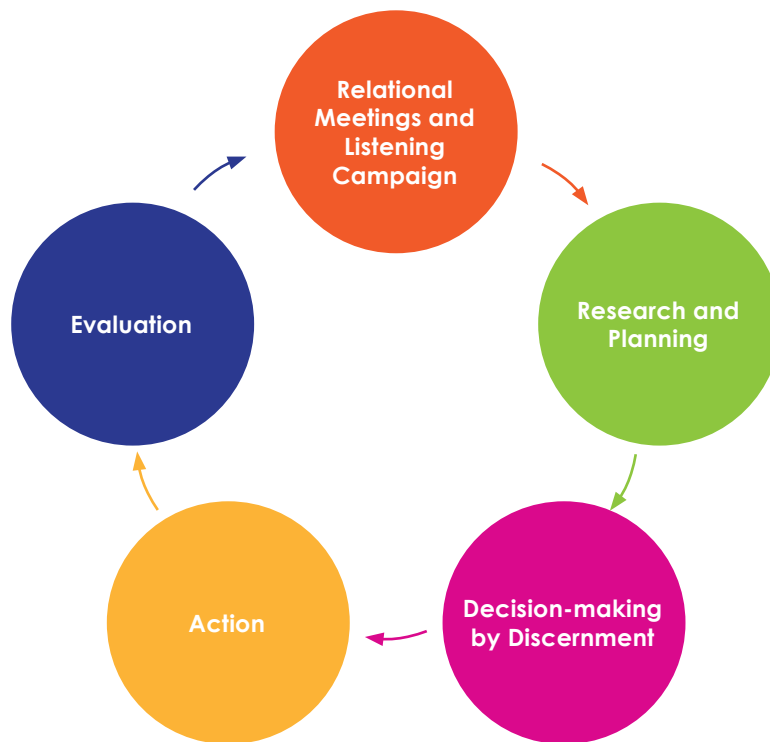 Relational
Meetings and
Listening
Campaign
Research and
Planning
Decision-making
by Discernment
Action
Evaluation